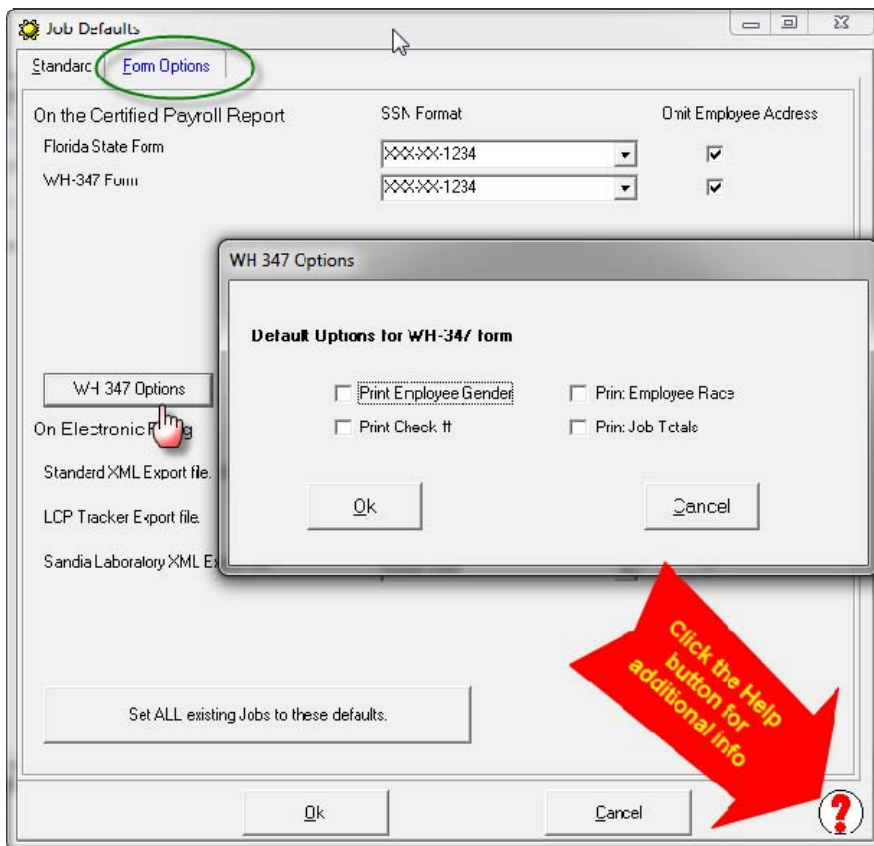 Job Defaults
Standard Form Options
On the Certified Payroll Report SSN Format Omit Employee Address
Florida State Form XXX-XX-1234
WH-347 Form XXX-XX-1234
WH 347 Options
Default Options for WH-347 form
Print Employee Gender Print Employee Race
Print Check # Print Job Totals
Ok Cancel
WH 347 Options
On Electronic
Standard XML Export file.
LCP Tracker Export file.
Sandia Laboratory XML Ex
Click the Help
button for
additional info
Set ALL existing Jobs to these defaults.
Ok Cancel
?